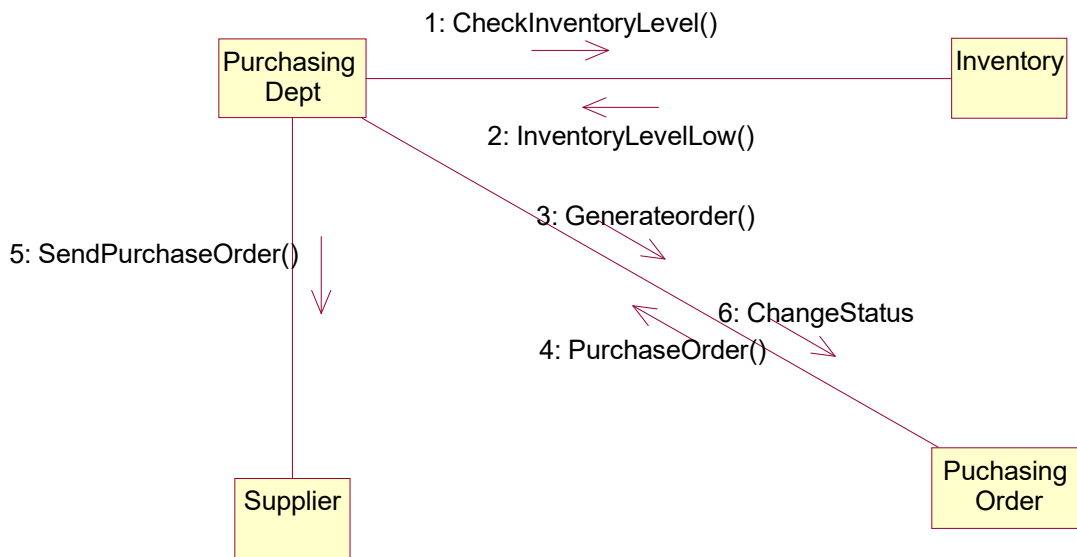 1: CheckInventoryLevel()
Purchasing
Dept
Inventory
2: InventoryLevelLow()
3: Generateorder()
5: SendPurchaseOrder()
6: ChangeStatus
4: PurchaseOrder()
Supplier
Puchasing
Order